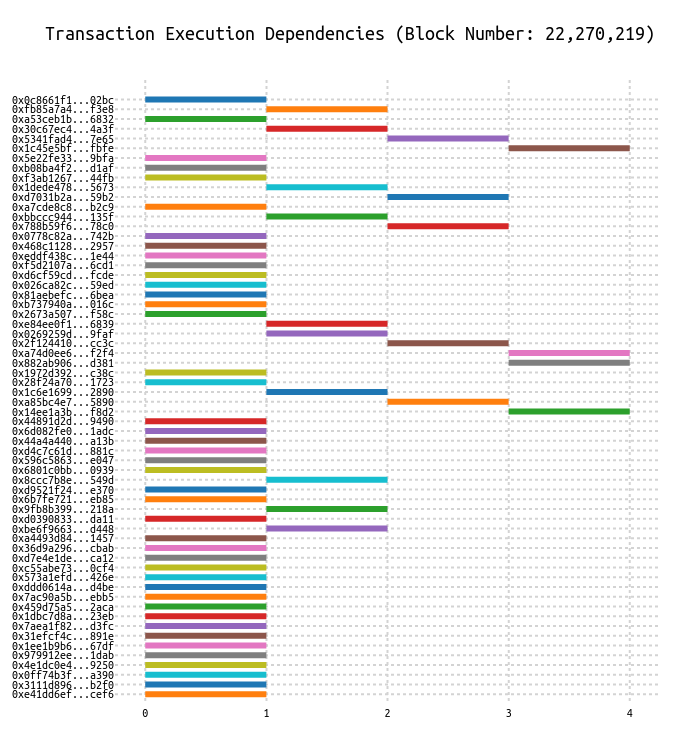 Transaction Execution Dependencies (Block Number: 22,270,219)
0x0c8661f1...02bc
0xfb85a7a4...f3e8
0xa53ceb1b...6832
0x30c67ec4...4a3f
0x5341fad4...7e65
0x1c45e5bf...fbfe
0x5e22fe33...9bfa
0xb08ba4f2...d1af
0xf3ab1267...44fb
0x1dede478...5673
0xd7031b2a...59b2
0xa7cde8c8...b2c9
0xbbccc944...135f
0x788b59f6...78c0
0x0778c82a...742b
0x468c1128...2957
0xeddf438c...1e44
0xf5d2107a...6cd1
0xd6cf59cd...fcde
0x026ca82c...59ed
0x81aebefc...6bea
0xb737940a...016c
0x2673a507...f58c
0xe84ee0f1...6839
0x0269259d...9faf
0x2f124410...cc3c
0xa74d0ee6...f2f4
0x882ab906...d381
0x1972d392...c38c
0x28f24a70...1723
0x1c6e1699...2890
0xa85bc4e7...5890
0x14ee1a3b...f8d2
0x44891d2d...9490
0x6d082fe0...1adc
0x44a4a440...a13b
0xd4c7c61d...881c
0x596c5863...e047
0x6801c0bb...0939
0x8ccc7b8e...549d
0xd9521f24...e370
0x6b7fe721...eb85
0x9fb8b399...218a
0xd0390833...da11
0xbe6f9663...d448
0xa4493d84...1457
0x36d9a296...cbab
0xd7e4e1de...ca12
0xc55abe73...0cf4
0x573a1efd...426e
0xddd0614a...d4be
0x7ac90a5b...ebb5
0x459d75a5...2aca
0x1dbc7d8a...23eb
0x7aea1f82...d3fc
0x31efcf4c...891e
0x1ee1b9b6...67df
0x979912ee...1dab
0x4e1dc0e4...9250
0x0ff74b3f...a390
0x3111d896...b2f0
0xe41dd6ef...cef6
0 1 2 3 4